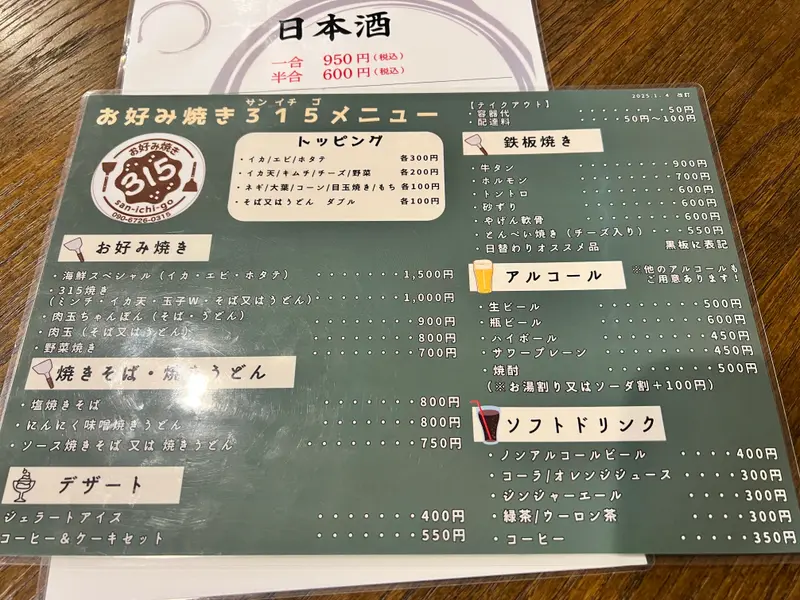 日本酒
一合 950円(税込)
半合 600円(税込)
サン イチ ゴ
お好み焼き315メニュー
お好み焼き
315
san-ichi-go
090-6726-0315
トッピング
・イカ/エビ/ホタテ 各300円
・イカ天/キムチ/チーズ/野菜 各200円
・ネギ/大葉/コーン/目玉焼き/もち 各100円
・そば又はうどん ダブル 各100円
お好み焼き
・海鮮スペシャル(イカ・エビ・ホタテ) ・・・・・・・1,500円
・315焼き
(ミンチ・イカ天・玉子W・そば又はうどん)・・・・・・1,000円
・肉玉ちゃんぽん(そば・うどん) 900円
・肉玉(そば又はうどん) ・・・・・・・・・800円
・野菜焼き ・・・・・・・・・700円
焼きそば・焼きうどん
・塩焼きそば ・・・・・・・・800円
・にんにく味噌焼きうどん ・・・・・・・・800円
・ソース焼きそば 又は 焼きうどん ・・・・・・・750円
デザート
ジェラートアイス ・・・・・・・・400円
コーヒー&ケーキセット ・・・・・・・・550円
2025.1.4 改訂
【テイクアウト】
・容器代 ・・・・・・・・50円
・配達料 ・・・・50円〜100円
鉄板焼き
・牛タン ・・・・・・・・900円
・ホルモン ・・・・・・・・700円
・トントロ ・・・・・・・・600円
・砂ずり ・・・・・・・・600円
・やげん軟骨 ・・・・・・・・600円
・とんぺい焼き(チーズ入り)・・・550円
・日替わりオススメ品 黒板に表記
アルコール
※他のアルコールも
ご用意あります!
・生ビール ・・・・・・・500円
・瓶ビール ・・・・・・・600円
・ハイボール ・・・・・・・450円
・サワープレーン ・・・・・・450円
・焼酎 ・・・・・・・500円
(※お湯割り又はソーダ割+100円)
ソフトドリンク
・ノンアルコールビール ・・・・400円
・コーラ/オレンジジュース ・・・・300円
・ジンジャーエール ・・・・300円
・緑茶/ウーロン茶 ・・・・300円
・コーヒー ・・・・・350円